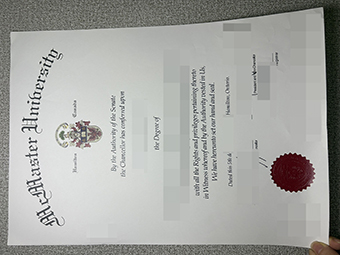 McMaster University
Hamilton Canada
By the Authority of the Senate
the Chancellor has conferred upon
the Degree of
with all the Rights and privileges pertaining thereto
in Witness whereof and by the Authority vested in Us
We have hereunto set our hand and seal.
Dated this 5th
Hamilton, Ontario